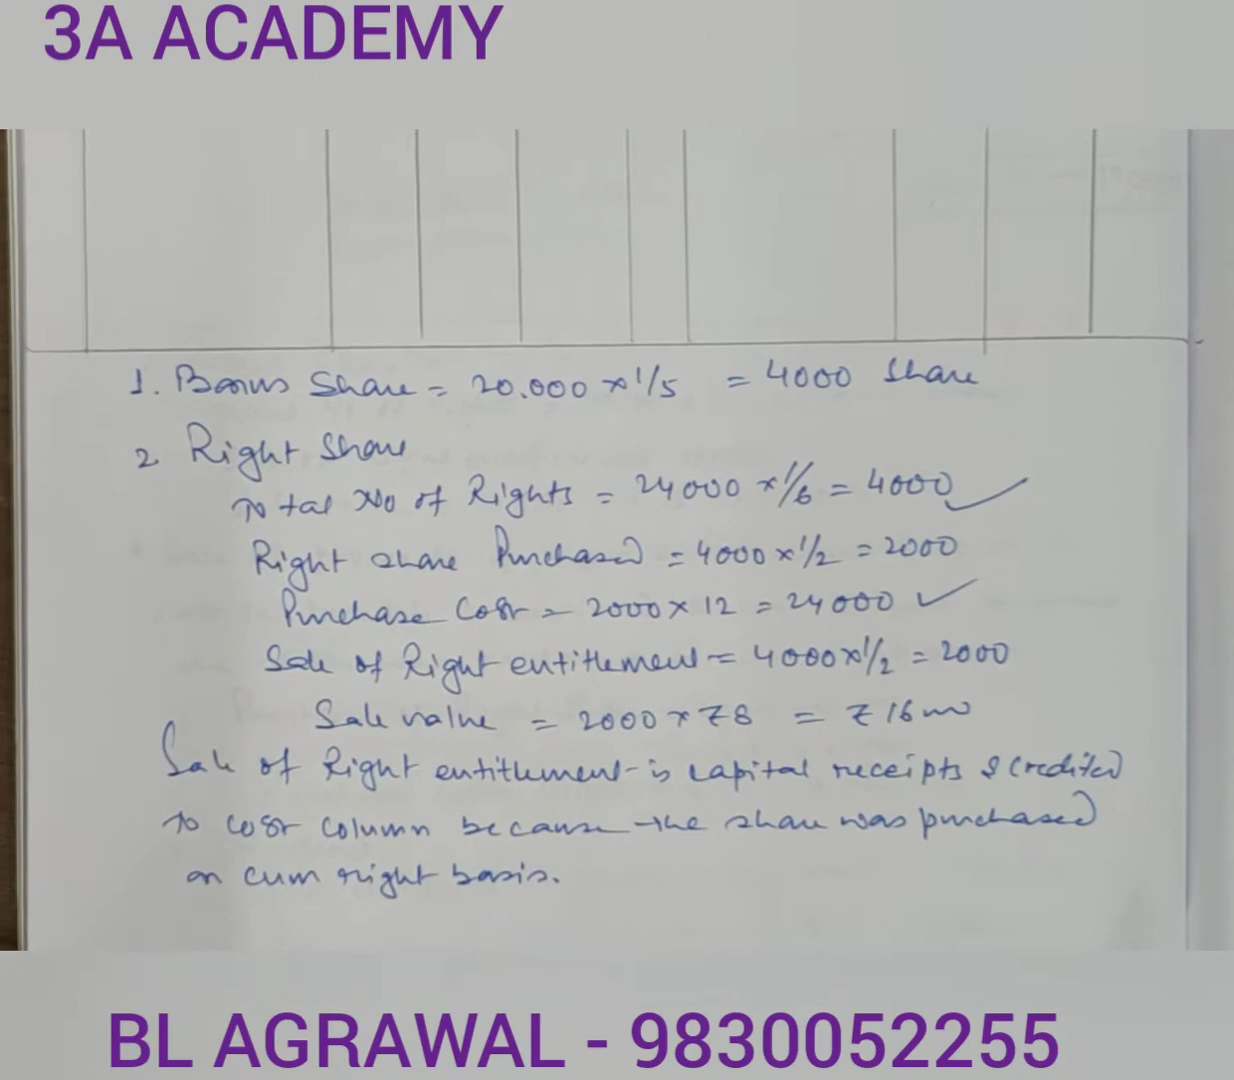 3A ACADEMY
1. Bonus Share = 20.000 x 1/5 = 4000 Share
2 Right Share
Total No of Rights = 24000 x 1/6 = 4000 ✓
Right share Purchased = 4000 x 1/2 = 2000
Purchase Cost = 2000 x 12 = 24000 ✓
Sale of Right entitlement = 4000 x 1/2 = 2000
Sale value = 2000 x ₹8 = ₹16000
Sale of Right entitlement is capital receipts & credited
to cost column because the share was purchased
on cum right basis.
BL AGRAWAL - 9830052255